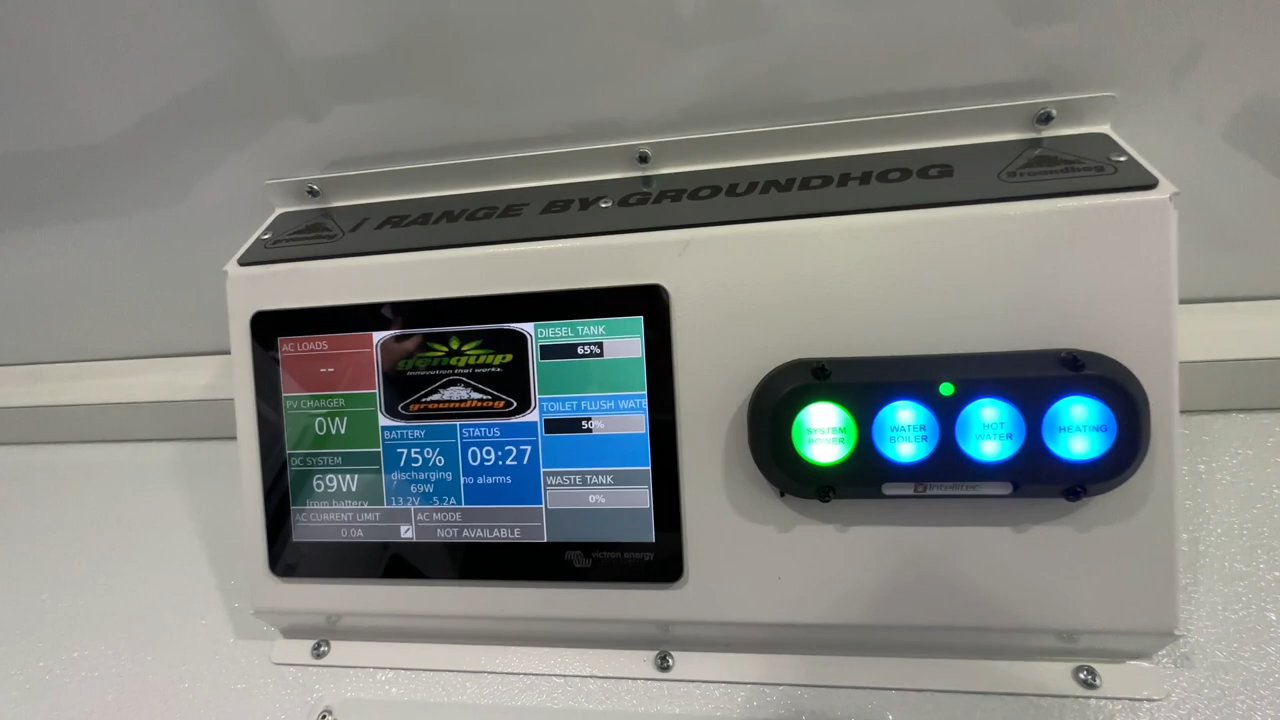 I RANGE BY GROUNDHOG
groundhog
groundhog
AC LOADS
--
PV CHARGER
0W
DC SYSTEM
69W
from battery
genquip
innovation that works.
groundhog
BATTERY
75%
discharging
69W
13.2V -5.2A
STATUS
09:27
no alarms
DIESEL TANK
65%
TOILET FLUSH WATE
50%
WASTE TANK
0%
AC CURRENT LIMIT
0.0A
AC MODE
NOT AVAILABLE
victron energy
SYSTEM
POWER
WATER
BOILER
HOT
WATER
HEATING